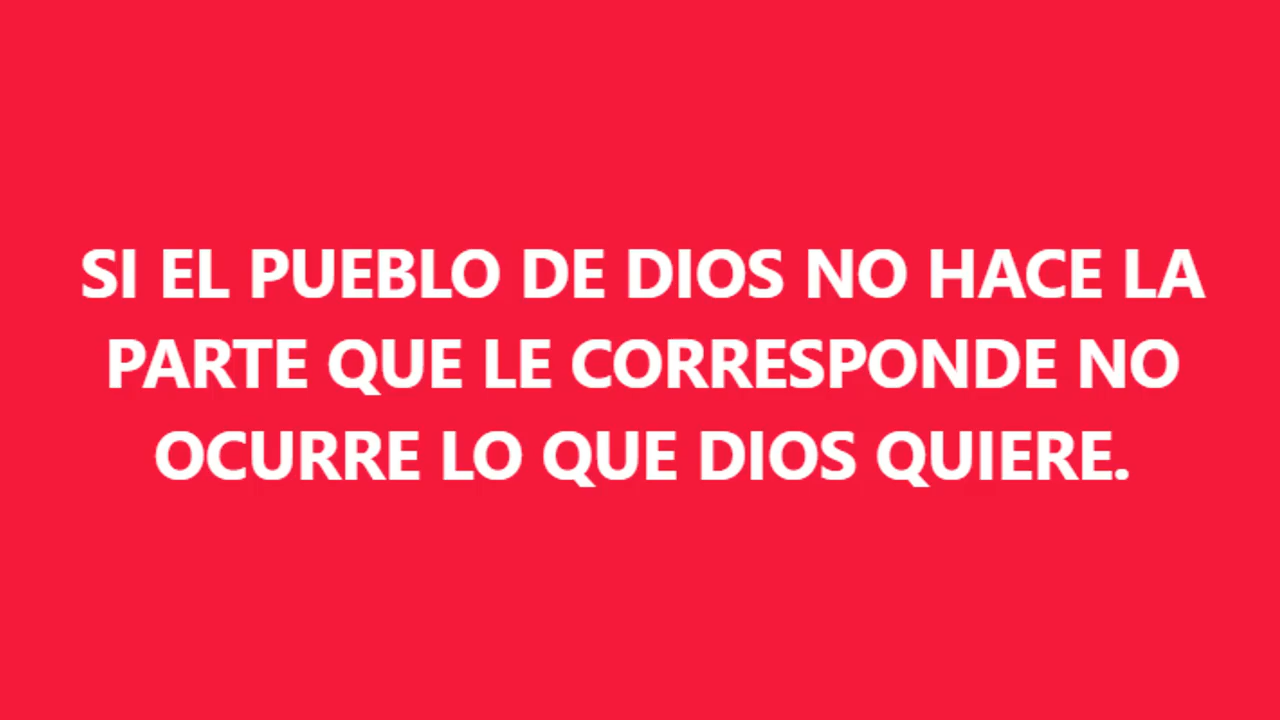 SI EL PUEBLO DE DIOS NO HACE LA
PARTE QUE LE CORRESPONDE NO
OCURRE LO QUE DIOS QUIERE.